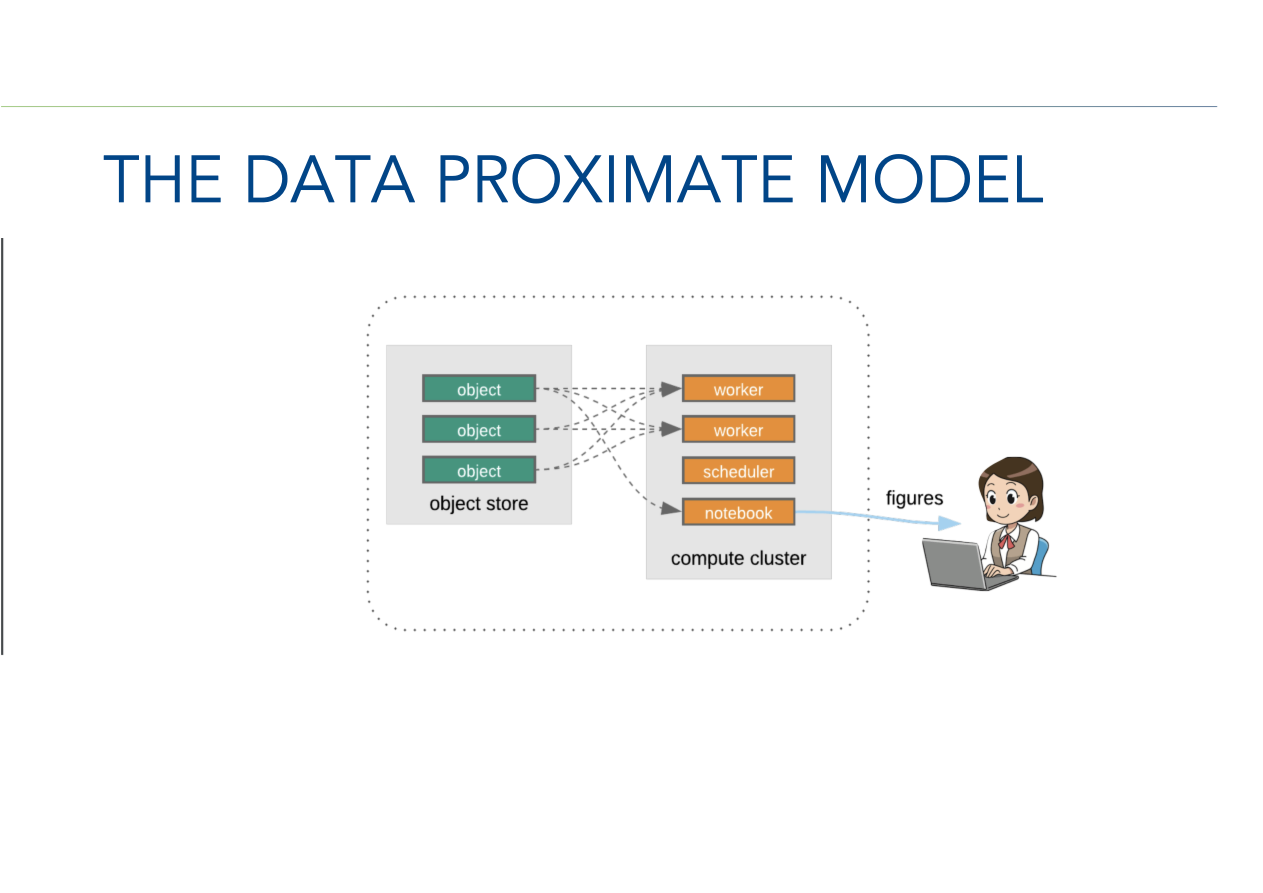 THE DATA PROXIMATE MODEL
object
object
object
object store
worker
worker
scheduler
notebook
compute cluster
figures